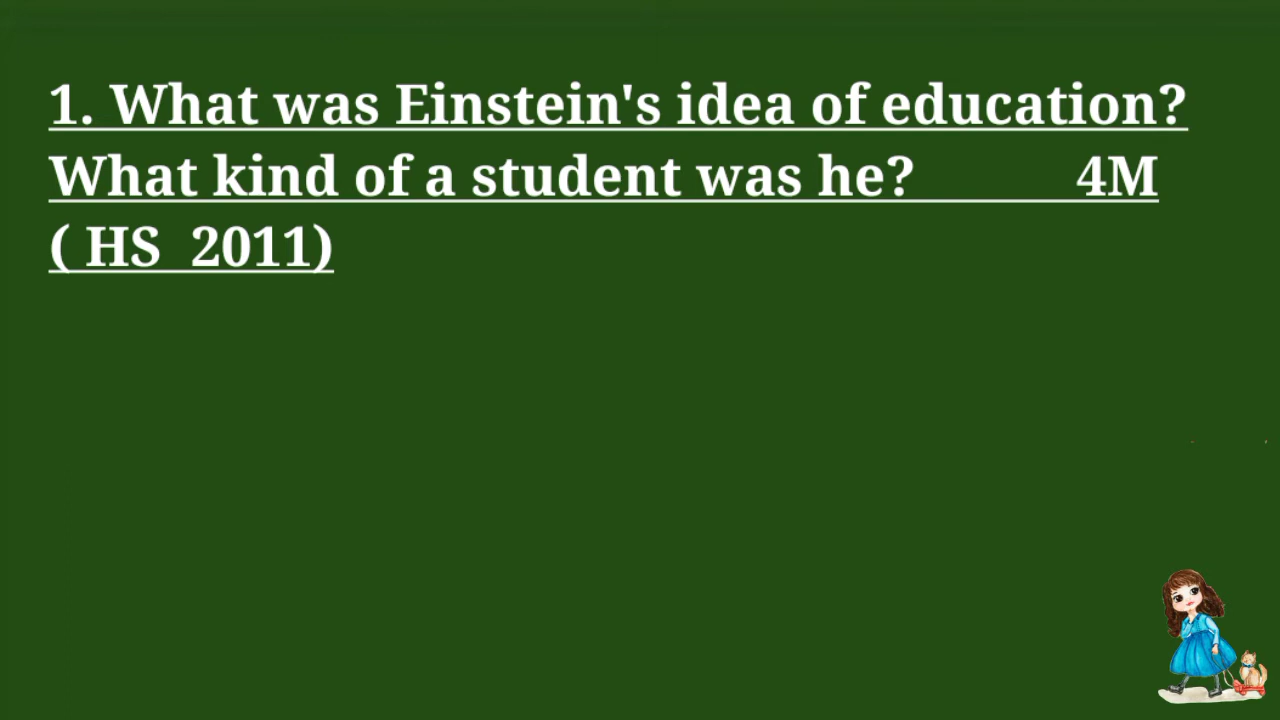 1. What was Einstein's idea of education?
What kind of a student was he? 4M
( HS 2011)